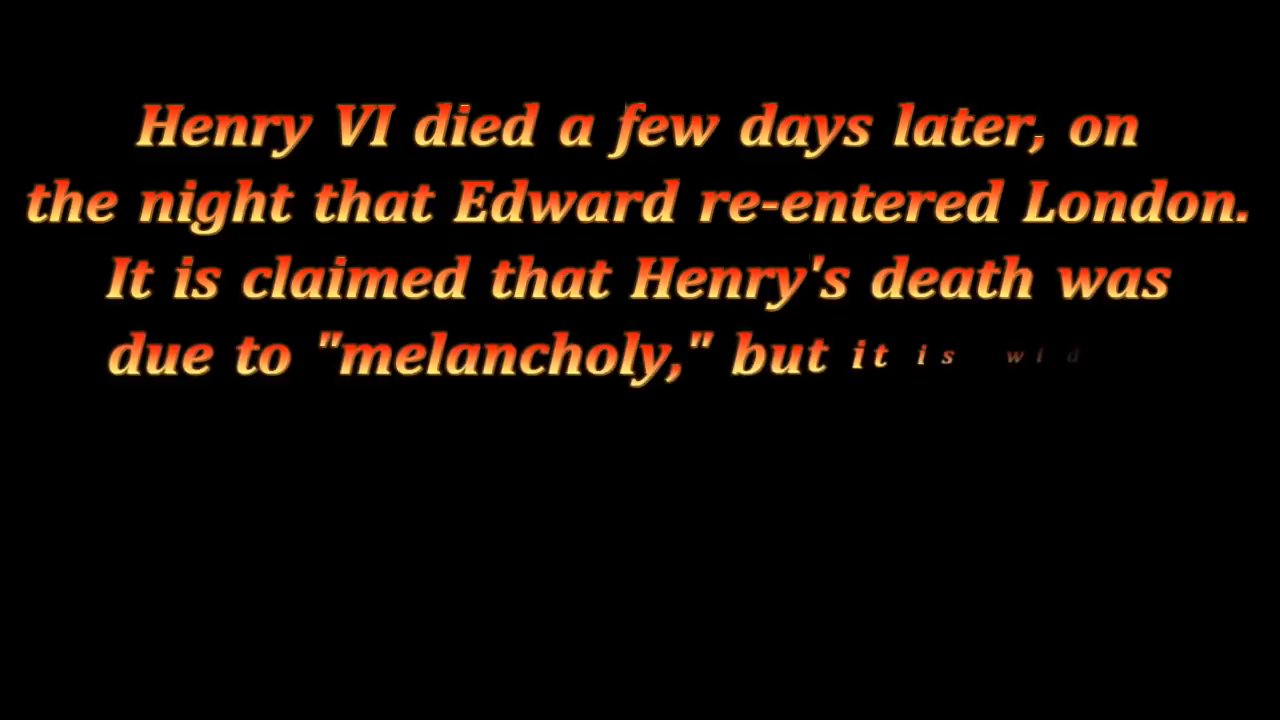 Henry VI died a few days later, on
the night that Edward re-entered London.
It is claimed that Henry's death was
due to "melancholy," but it is wid